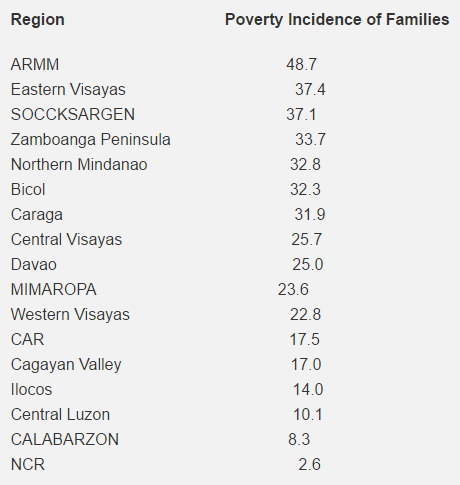 Region Poverty Incidence of Families
ARMM 48.7
Eastern Visayas 37.4
SOCCKSARGEN 37.1
Zamboanga Peninsula 33.7
Northern Mindanao 32.8
Bicol 32.3
Caraga 31.9
Central Visayas 25.7
Davao 25.0
MIMAROPA 23.6
Western Visayas 22.8
CAR 17.5
Cagayan Valley 17.0
Ilocos 14.0
Central Luzon 10.1
CALABARZON 8.3
NCR 2.6